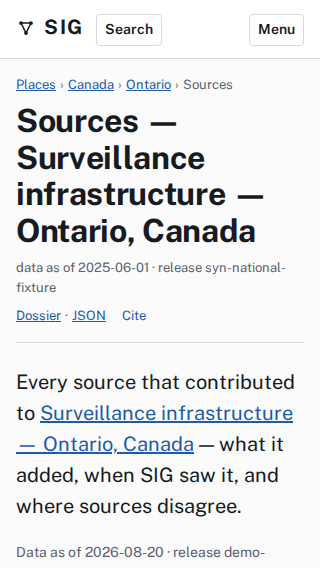 SIG Search Menu
Places › Canada › Ontario › Sources
Sources —
Surveillance
infrastructure —
Ontario, Canada
data as of 2025-06-01 · release syn-national-
fixture
Dossier · JSON Cite
Every source that contributed
to Surveillance infrastructure
— Ontario, Canada — what it
added, when SIG saw it, and
where sources disagree.
Data as of 2026-08-20 · release demo-